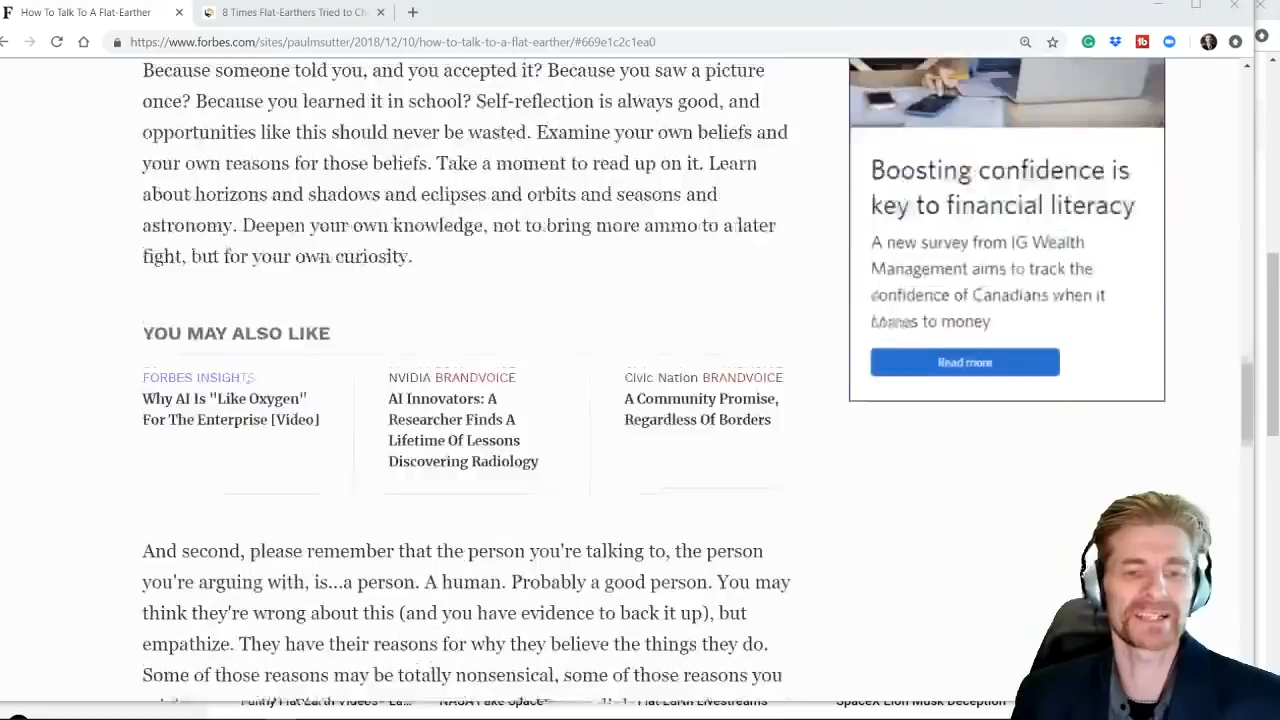 How To Talk To A Flat-Earther
8 Times Flat-Earthers Tried to Ch
https://www.forbes.com/sites/paulmsutter/2018/12/10/how-to-talk-to-a-flat-earther/#669e1c2c1ea0
Because someone told you, and you accepted it? Because you saw a picture
once? Because you learned it in school? Self-reflection is always good, and
opportunities like this should never be wasted. Examine your own beliefs and
your own reasons for those beliefs. Take a moment to read up on it. Learn
about horizons and shadows and eclipses and orbits and seasons and
astronomy. Deepen your own knowledge, not to bring more ammo to a later
fight, but for your own curiosity.
Boosting confidence is
key to financial literacy
A new survey from IG Wealth
Management aims to track the
confidence of Canadians when it
to money
Read more
YOU MAY ALSO LIKE
FORBES INSIGHTS
Why AI Is "Like Oxygen"
For The Enterprise [Video]
NVIDIA BRANDVOICE
AI Innovators: A
Researcher Finds A
Lifetime Of Lessons
Discovering Radiology
Civic Nation BRANDVOICE
A Community Promise,
Regardless Of Borders
And second, please remember that the person you're talking to, the person
you're arguing with, is...a person. A human. Probably a good person. You may
think they're wrong about this (and you have evidence to back it up), but
empathize. They have their reasons for why they believe the things they do.
Some of those reasons may be totally nonsensical, some of those reasons you
Funny Flat Earth Videos- La...
NASA Fake Space-
Flat Earth Livestreams
SpaceX Elon Musk Deception